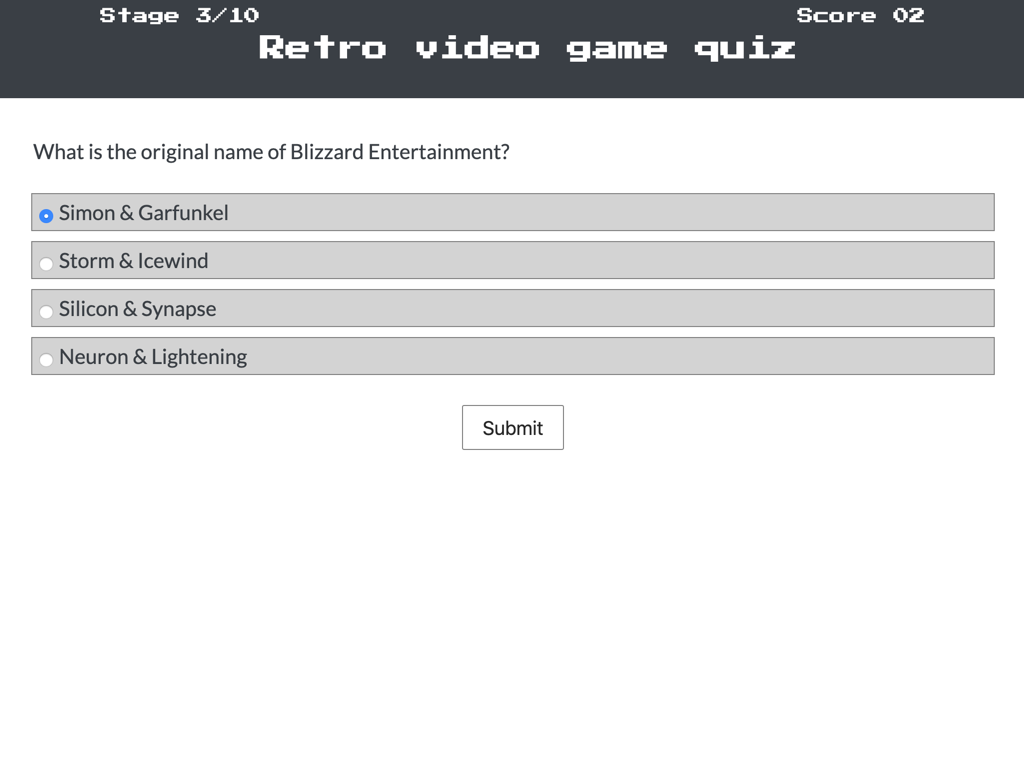 Stage 3/10
Score 02
Retro video game quiz
What is the original name of Blizzard Entertainment?
Simon & Garfunkel
Storm & Icewind
Silicon & Synapse
Neuron & Lightening
Submit